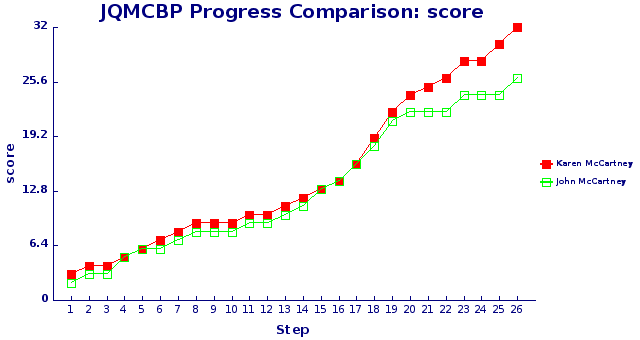 JQMCBP Progress Comparison: score
32
25.6
19.2
12.8
6.4
0
score
1 2 3 4 5 6 7 8 9 10 11 12 13 14 15 16 17 18 19 20 21 22 23 24 25 26
Step
Karen McCartney
John McCartney